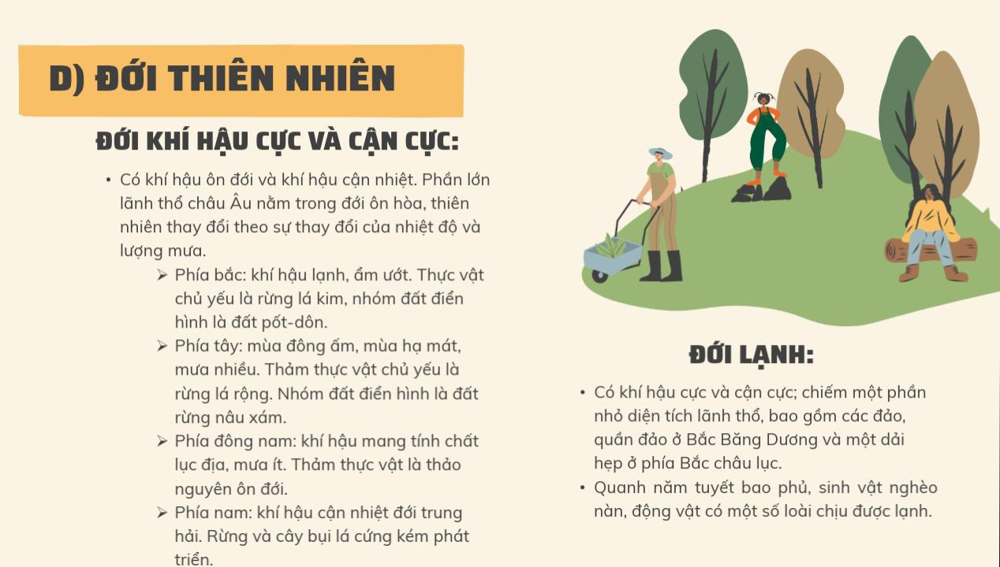 D) ĐỚI THIÊN NHIÊN
ĐỚI KHÍ HẬU CỰC VÀ CẬN CỰC:
• Có khí hậu ôn đới và khí hậu cận nhiệt. Phần lớn
lãnh thổ châu Âu nằm trong đới ôn hòa, thiên
nhiên thay đổi theo sự thay đổi của nhiệt độ và
lượng mưa.
➢ Phía bắc: khí hậu lạnh, ẩm ướt. Thực vật
chủ yếu là rừng lá kim, nhóm đất điển
hình là đất pốt-dôn.
➢ Phía tây: mùa đông ấm, mùa hạ mát,
mưa nhiều. Thảm thực vật chủ yếu là
rừng lá rộng. Nhóm đất điển hình là đất
rừng nâu xám.
➢ Phía đông nam: khí hậu mang tính chất
lục địa, mưa ít. Thảm thực vật là thảo
nguyên ôn đới.
➢ Phía nam: khí hậu cận nhiệt đới trung
hải. Rừng và cây bụi lá cứng kém phát
triển.
ĐỚI LẠNH:
• Có khí hậu cực và cận cực; chiếm một phần
nhỏ diện tích lãnh thổ, bao gồm các đảo,
quần đảo ở Bắc Băng Dương và một dải
hẹp ở phía Bắc châu lục.
• Quanh năm tuyết bao phủ, sinh vật nghèo
nàn, động vật có một số loài chịu được lạnh.